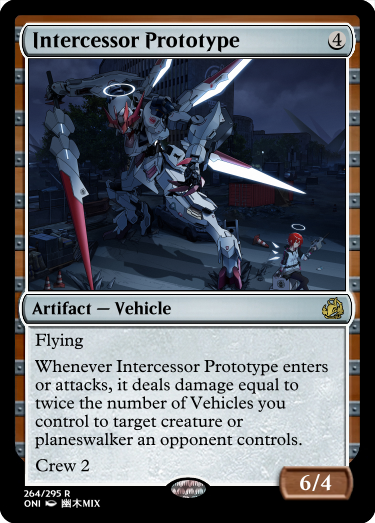 Intercessor Prototype 4
Artifact — Vehicle
Flying
Whenever Intercessor Prototype enters
or attacks, it deals damage equal to
twice the number of Vehicles you
control to target creature or
planeswalker an opponent controls.
Crew 2
6/4
264/295 R
ONI 幽木MIX